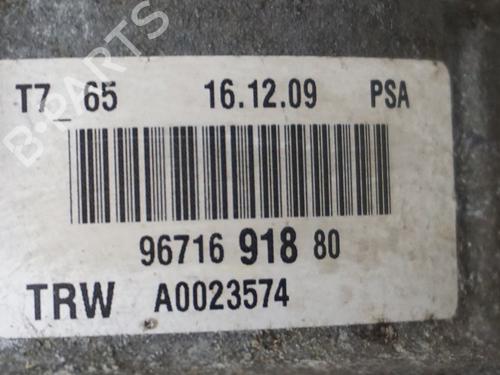 B-PARTS
T7_65 16.12.09 PSA
96716 918 80
TRW A0023574